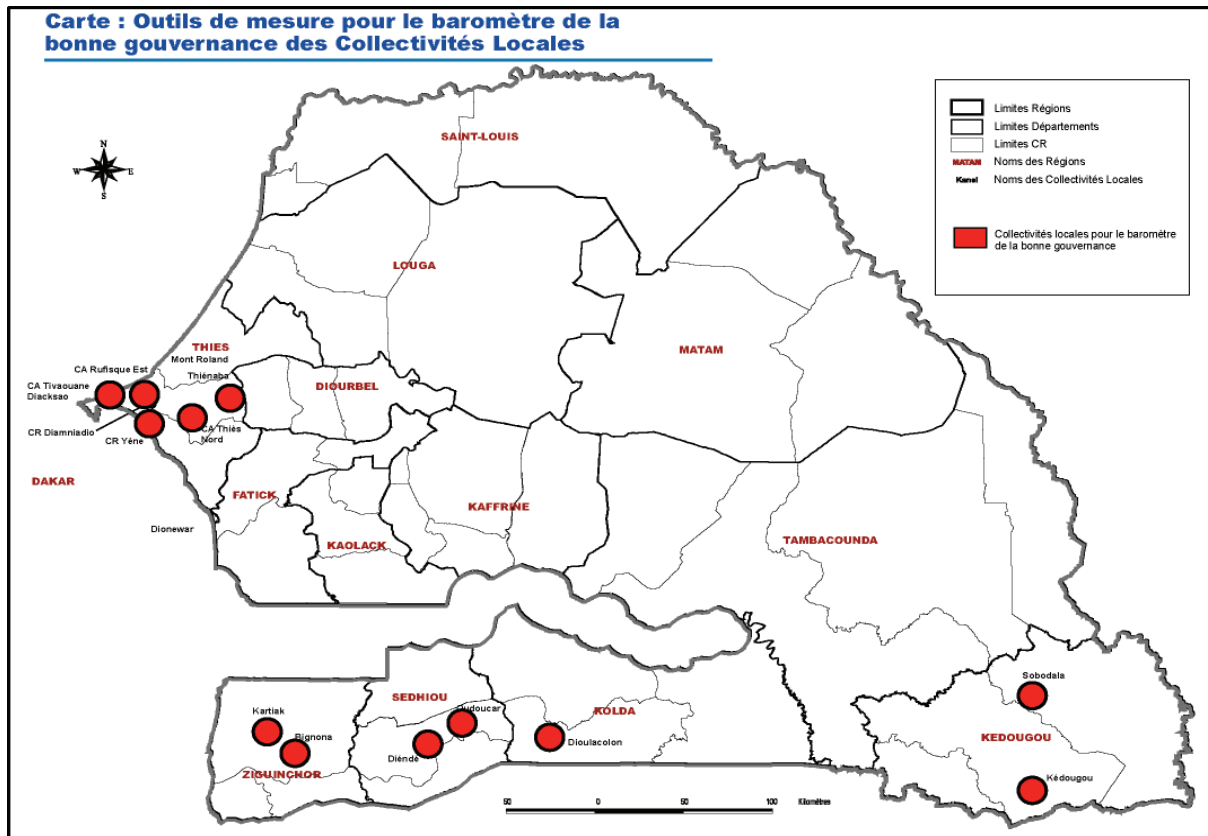 Carte : Outils de mesure pour le baromètre de la
bonne gouvernance des Collectivités Locales
N
W
E
S
Limites Régions
Limites Départements
Limites CR
MATAM
Noms des Régions
Kanel
Noms des Collectivités Locales
Collectivités locales pour le baromètre
de la bonne gouvernance
SAINT-LOUIS
LOUGA
THIES
Mont Roland
MATAM
CA Rufisque Est
Thiénaba
CA Tivaouane
Diacksao
DIOURBEL
CR Diamniadio
CR Yéne
CA Thiès
Nord
DAKAR
FATICK
KAFFRINE
Dionewar
KAOLACK
TAMBACOUNDA
Sobodala
SEDHIOU
Kartiak
Oudoucar
KOLDA
Bignona
Diéndé
Dioulacolon
KEDOUGOU
ZIGUINCHOR
Kédougou
50 0 50 100 Kilomètres